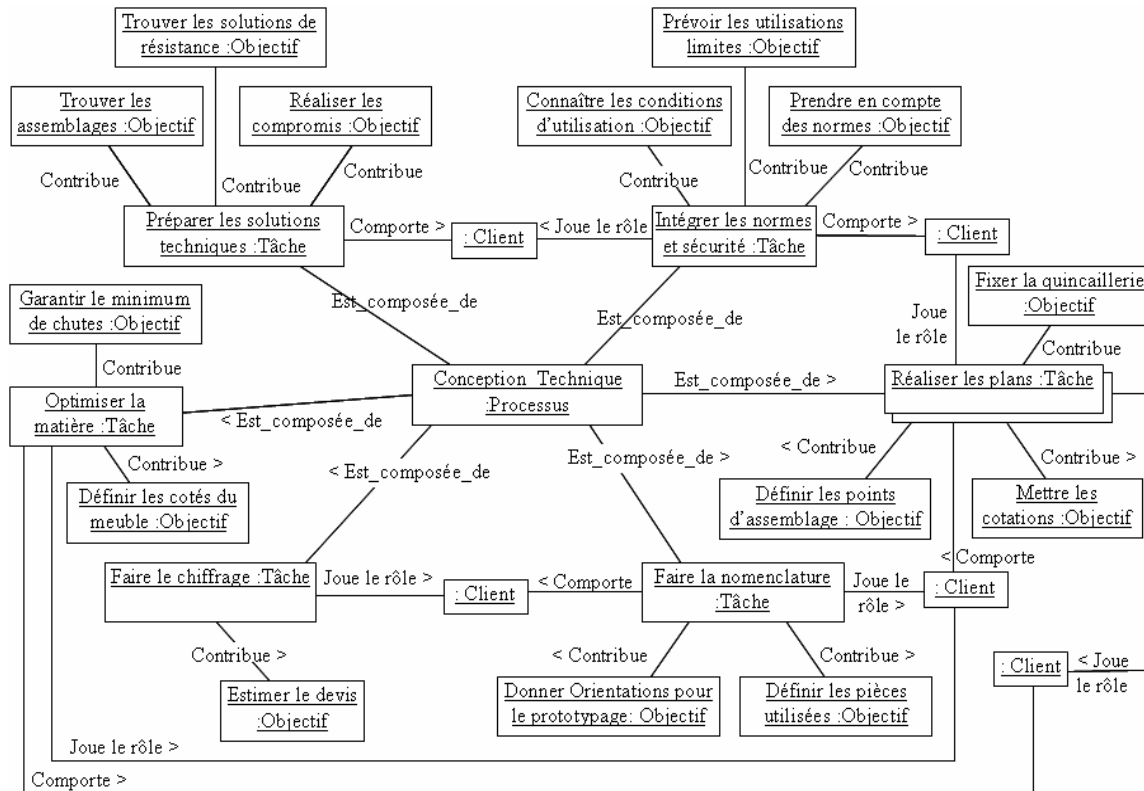 Trouver les solutions de
résistance :Objectif
Prévoir les utilisations
limites :Objectif
Trouver les
assemblages :Objectif
Réaliser les
compromis :Objectif
Connaître les conditions
d'utilisation :Objectif
Prendre en compte
des normes :Objectif
Contribue
Contribue
Contribue
Contribue
Contribue
Contribue
Préparer les solutions
techniques :Tâche
Comporte >
: Client
< Joue le rôle
Intégrer les normes
et sécurité :Tâche
Comporte >
: Client
Garantir le minimum
de chutes :Objectif
Est_composée_de
Est_composée_de
Joue
le rôle
Fixer la quincaillerie
:Objectif
Contribue
Contribue
Optimiser la
matière :Tâche
< Est_composée_de
Conception_Technique
:Processus
Est_composée_de >
Réaliser les plans :Tâche
Contribue >
< Est_composée_de
Est_composée_de >
< Contribue
Contribue >
Définir les cotés du
meuble :Objectif
Définir les points
d'assemblage : Objectif
Mettre les
cotations :Objectif
< Comporte
Faire le chiffrage :Tâche
Joue le rôle >
: Client
< Comporte
Faire la nomenclature
:Tâche
Joue le
rôle >
: Client
Contribue >
< Contribue
Contribue >
Estimer le devis
:Objectif
Donner Orientations pour
le prototypage: Objectif
Définir les pièces
utilisées :Objectif
: Client
< Joue
le rôle
Joue le rôle >
Comporte >